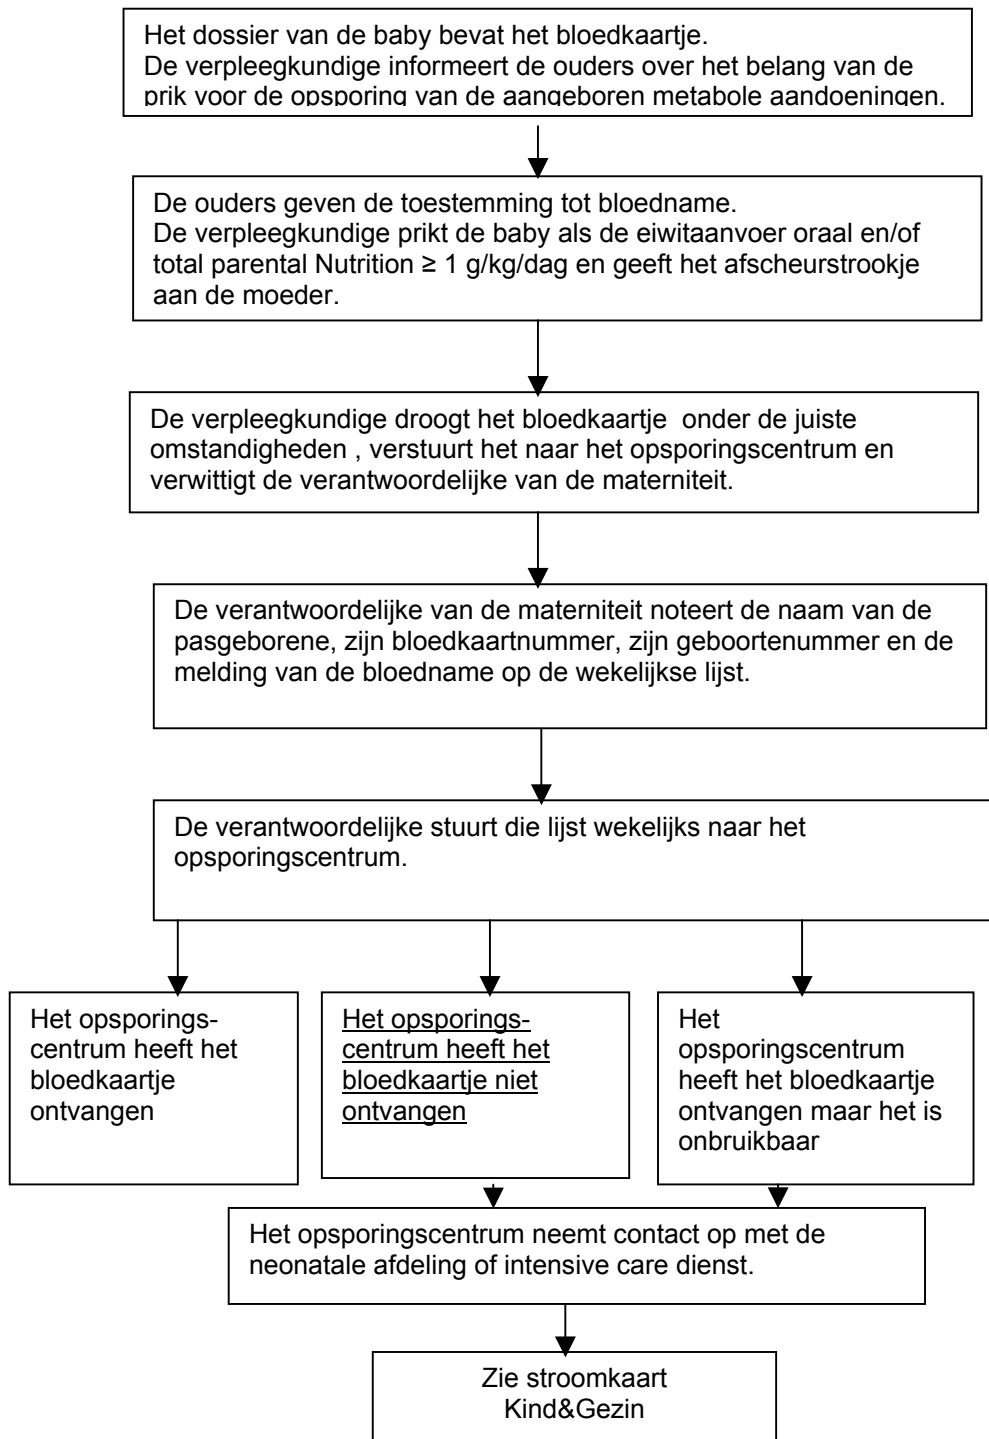 Het dossier van de baby bevat het bloedkaartje.
De verpleegkundige informeert de ouders over het belang van de
prik voor de opsporing van de aangeboren metabole aandoeningen.
De ouders geven de toestemming tot bloedname.
De verpleegkundige prikt de baby als de eiwitaanvoer oraal en/of
total parental Nutrition ≥ 1 g/kg/dag en geeft het afscheurstrookje
aan de moeder.
De verpleegkundige droogt het bloedkaartje  onder de juiste
omstandigheden , verstuurt het naar het opsporingscentrum en
verwittigt de verantwoordelijke van de materniteit.
De verantwoordelijke van de materniteit noteert de naam van de
pasgeborene, zijn bloedkaartnummer, zijn geboortenummer en de
melding van de bloedname op de wekelijkse lijst.
De verantwoordelijke stuurt die lijst wekelijks naar het
opsporingscentrum.
Het opsporings-
centrum heeft het
bloedkaartje
ontvangen
Het opsporings-
centrum heeft het
bloedkaartje niet
ontvangen
Het
opsporingscentrum
heeft het bloedkaartje
ontvangen maar het is
onbruikbaar
Het opsporingscentrum neemt contact op met de
neonatale afdeling of intensive care dienst.
Zie stroomkaart
Kind&Gezin